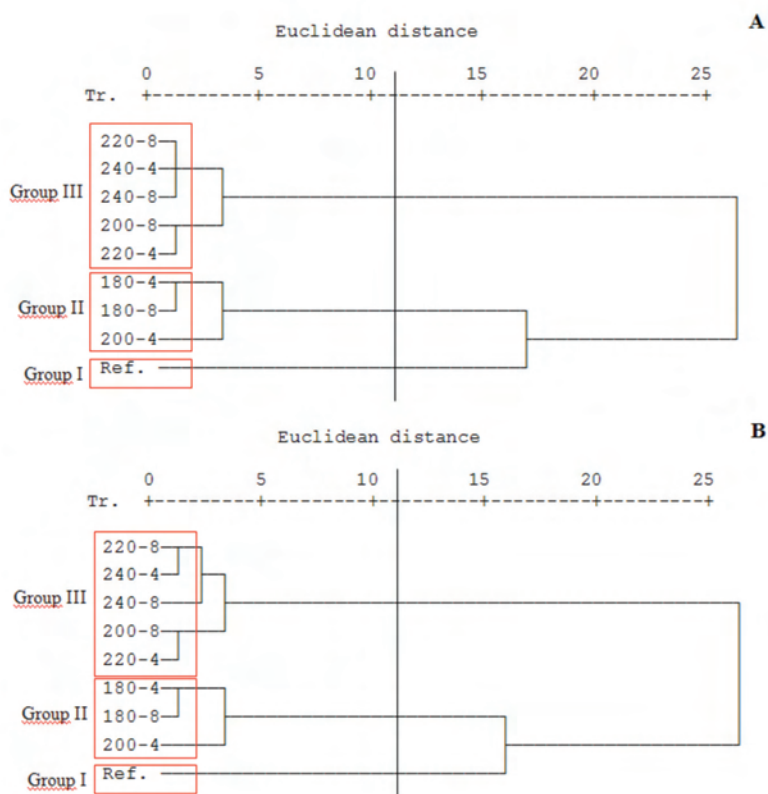 A
Euclidean distance
0 5 10 15 20 25
Tr.
220-8
240-4
Group III 240-8
200-8
220-4
180-4
Group II 180-8
200-4
Group I Ref.
B
Euclidean distance
0 5 10 15 20 25
Tr.
220-8
240-4
Group III 240-8
200-8
220-4
180-4
Group II 180-8
200-4
Group I Ref.